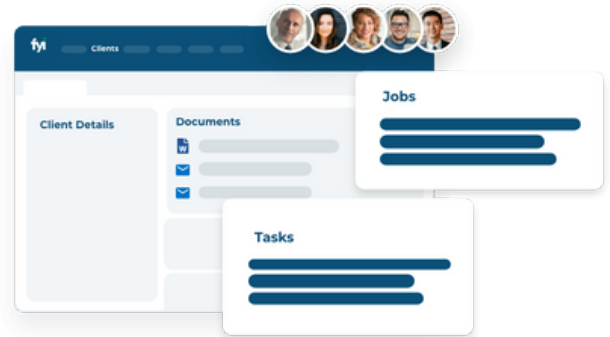 fyi
Clients
Jobs
Client Details
Documents
W
Tasks